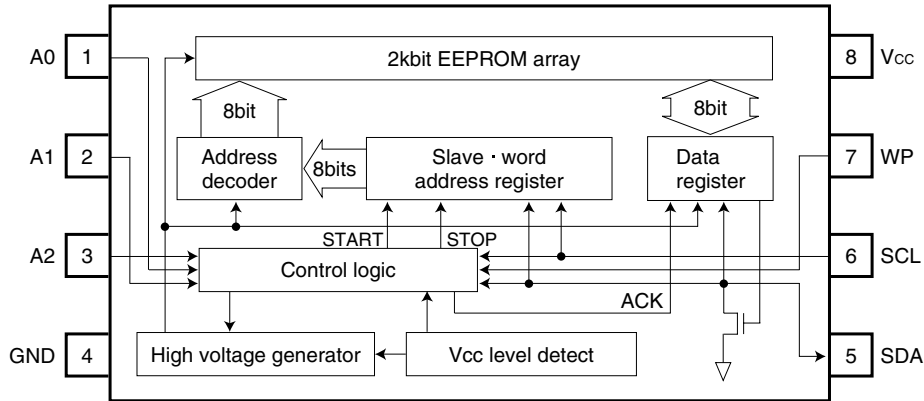 A0
1
2kbit EEPROM array
8
Vcc
8bit
8bit
A1
2
Address
decoder
8bits
Slave · word
address register
Data
register
7
WP
START
STOP
A2
3
Control logic
6
SCL
ACK
GND
4
High voltage generator
Vcc level detect
5
SDA